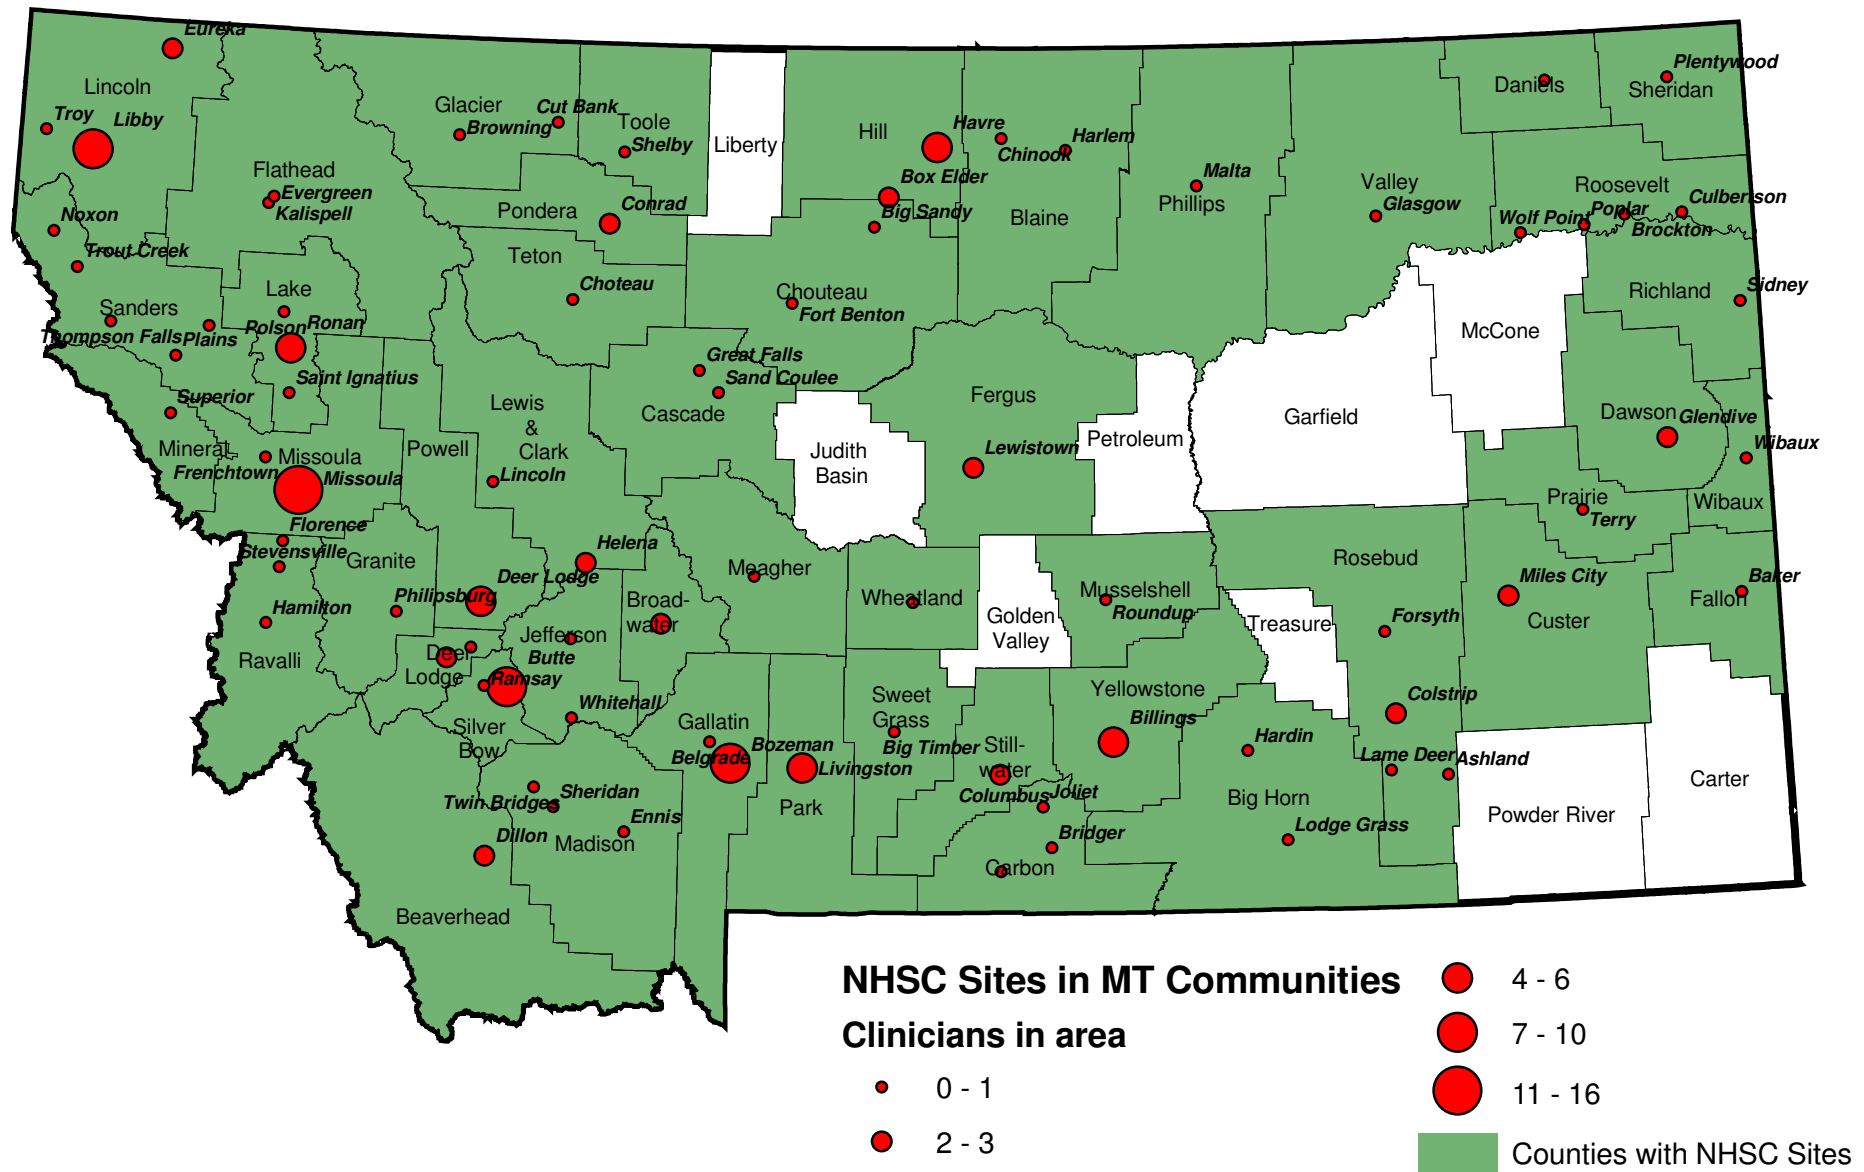 Eureka
Lincoln
Troy
Libby
Glacier
Cut Bank
Browning
Toole
Shelby
Liberty
Hill
Havre
Chinook
Harlem
Box Elder
Big Sandy
Blaine
Malta
Phillips
Valley
Glasgow
Daniels
Plentywood
Sheridan
Roosevelt
Culbertson
Wolf Point
Poplar
Brockton
Flathead
Evergreen
Kalispell
Noxon
Trout Creek
Pondera
Conrad
Teton
Choteau
Chouteau
Fort Benton
Richland
Sidney
McCone
Sanders
Thompson Falls
Plains
Lake
Polson
Ronan
Saint Ignatius
Superior
Great Falls
Sand Coulee
Cascade
Fergus
Lewistown
Petroleum
Garfield
Dawson
Glendive
Wibaux
Wibaux
Mineral
Frenchtown
Missoula
Missoula
Powell
Lewis
&
Clark
Lincoln
Judith
Basin
Prairie
Terry
Florence
Stevensville
Granite
Helena
Deer Lodge
Philipsburg
Hamilton
Ravalli
Meagher
Broad-
water
Wheatland
Golden
Valley
Musselshell
Roundup
Rosebud
Treasure
Forsyth
Miles City
Custer
Baker
Fallon
Jefferson
Butte
Deer
Lodge
Ramsay
Whitehall
Silver
Bow
Gallatin
Belgrade
Bozeman
Livingston
Park
Sweet
Grass
Big Timber
Still-
water
Columbus
Joliet
Yellowstone
Billings
Hardin
Colstrip
Lame Deer
Ashland
Carter
Powder River
Big Horn
Lodge Grass
Bridger
Carbon
Twin Bridges
Sheridan
Ennis
Madison
Dillon
Beaverhead
NHSC Sites in MT Communities
Clinicians in area
0 - 1
2 - 3
4 - 6
7 - 10
11 - 16
Counties with NHSC Sites